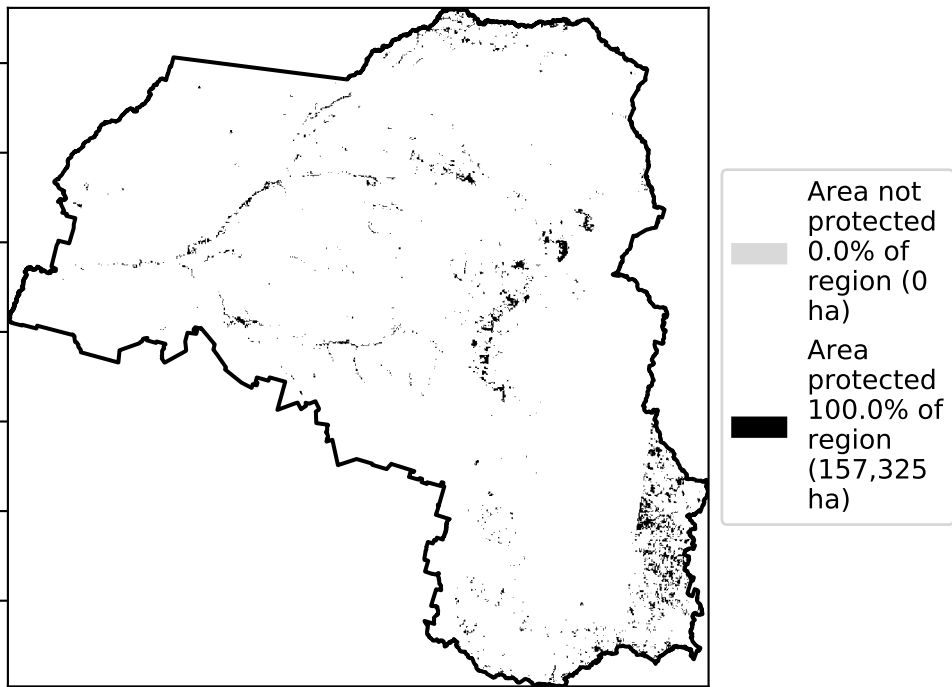 Area not
protected
0.0% of
region (0
ha)
Area
protected
100.0% of
region
(157,325
ha)